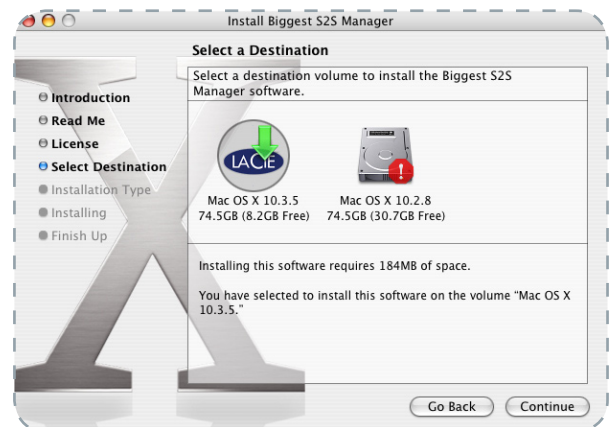 Install Biggest S2S Manager
Select a Destination
Introduction
Read Me
License
Select Destination
Installation Type
Installing
Finish Up
Select a destination volume to install the Biggest S2S
Manager software.
LACIE
Mac OS X 10.3.5
74.5GB (8.2GB Free)
Mac OS X 10.2.8
74.5GB (30.7GB Free)
Installing this software requires 184MB of space.
You have selected to install this software on the volume “Mac OS X
10.3.5.”
Go Back
Continue